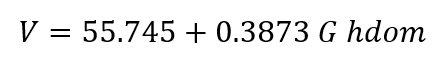 V = 55.745 + 0.3873 G hdom